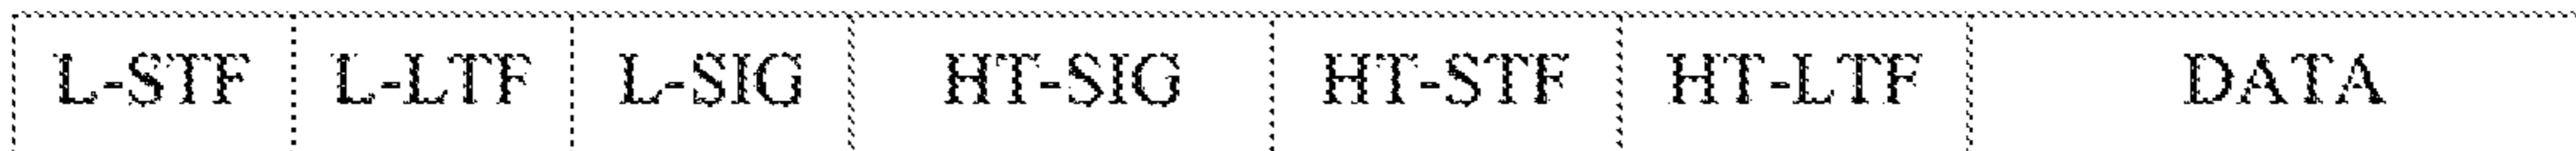 L-STF L-LTF L-SIG HT-SIG HT-STF HT-LTF DATA